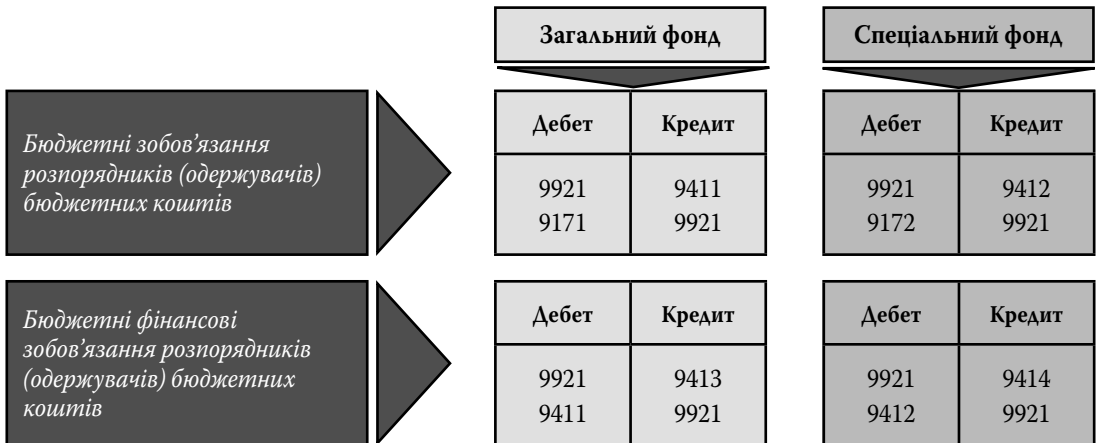 Загальний фонд
Спеціальний фонд
Бюджетні зобов'язання
розпорядників (одержувачів)
бюджетних коштів
Дебет Кредит
9921 9411
9171 9921
Дебет Кредит
9921 9412
9172 9921
Бюджетні фінансові
зобов'язання розпорядників
(одержувачів) бюджетних
коштів
Дебет Кредит
9921 9413
9411 9921
Дебет Кредит
9921 9414
9412 9921